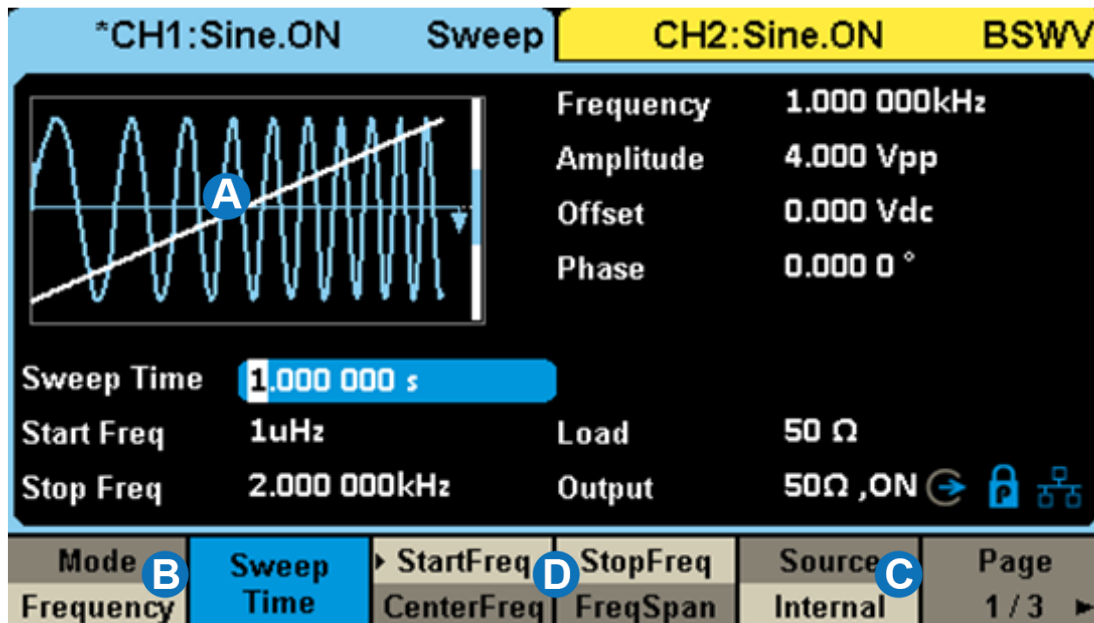 *CH1:Sine.ON Sweep CH2:Sine.ON BSWV
Frequency 1.000 000kHz
Amplitude 4.000 Vpp
A
Offset 0.000 Vdc
Phase 0.000 0 °
Sweep Time 1.000 000 s
Start Freq 1uHz Load 50 Ω
Stop Freq 2.000 000kHz Output 50Ω ,ON P
Mode B Sweep StartFreq D StopFreq Source C Page
Frequency Time CenterFreq FreqSpan Internal 1 / 3